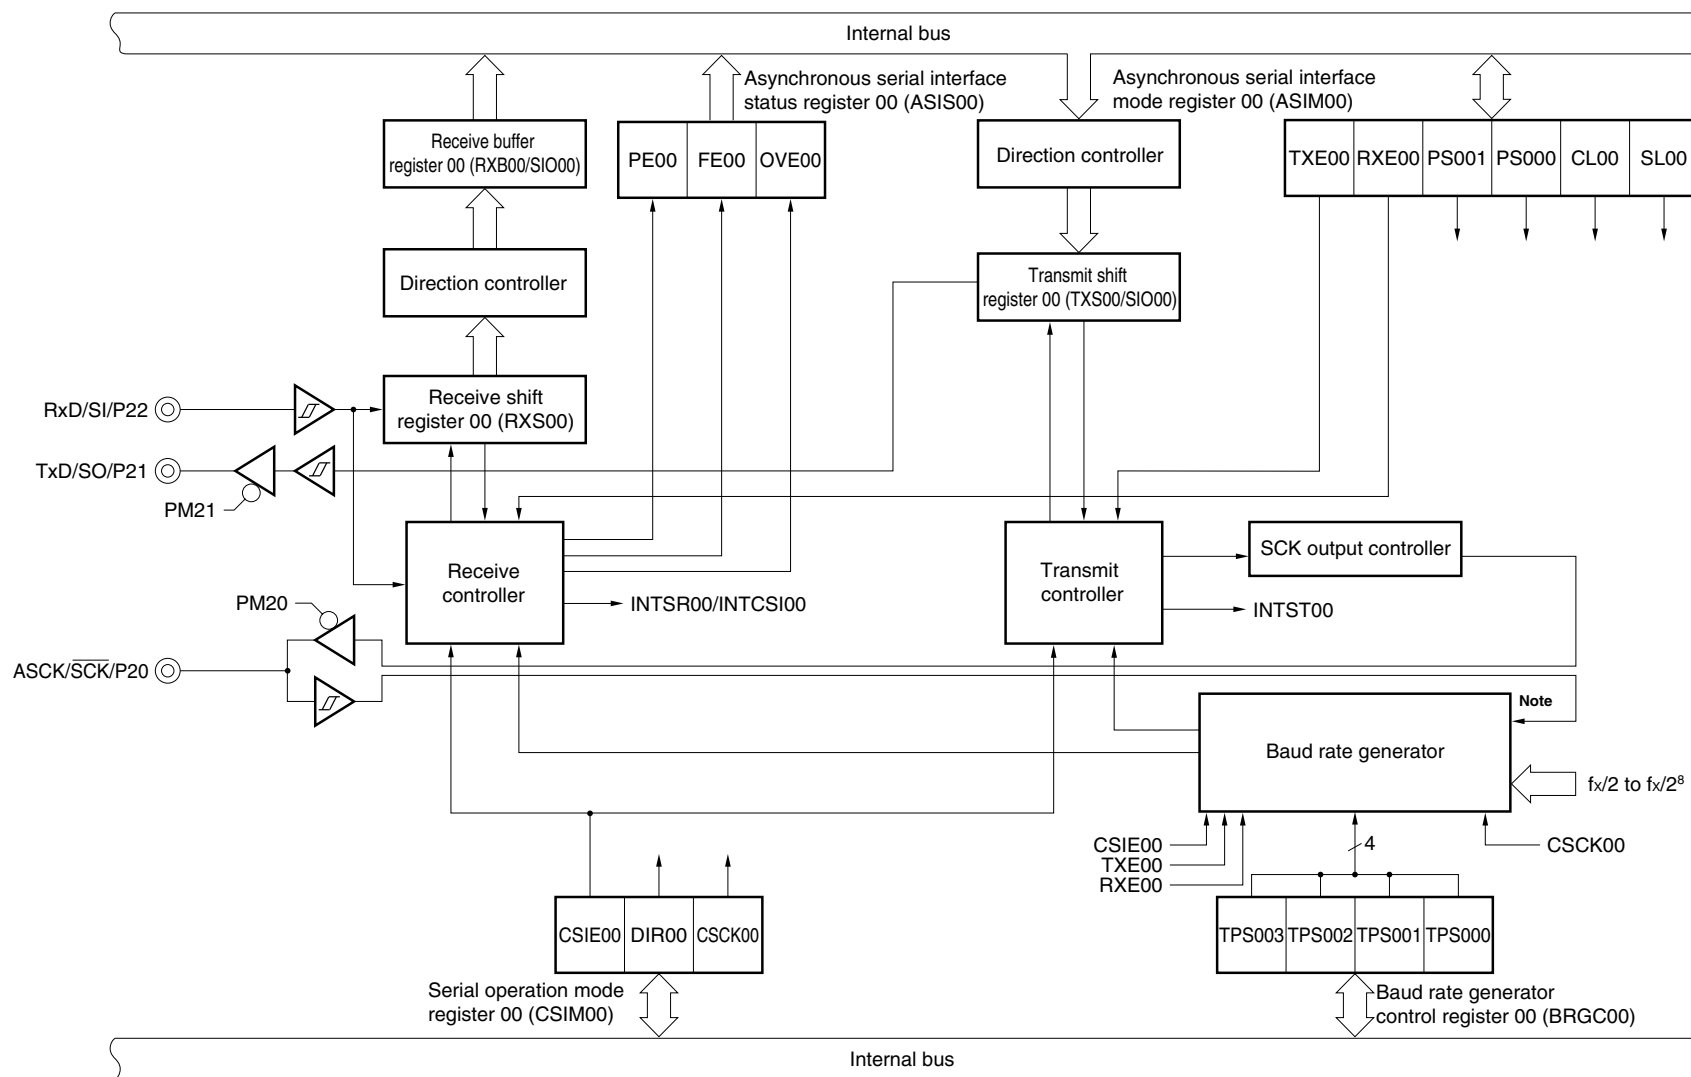 Internal bus
Asynchronous serial interface
status register 00 (ASIS00)
Asynchronous serial interface
mode register 00 (ASIM00)
Receive buffer
register 00 (RXB00/SIO00)
PE00 FE00 OVE00
Direction controller
TXE00 RXE00 PS001 PS000 CL00 SL00
Direction controller
Transmit shift
register 00 (TXS00/SIO00)
RxD/SI/P22
Receive shift
register 00 (RXS00)
TxD/SO/P21
PM21
Receive
controller
Transmit
controller
SCK output controller
PM20
INTSR00/INTCSI00
INTST00
ASCK/S̅C̅K̅/P20
Note
Baud rate generator
fx/2 to fx/2⁸
CSIE00
TXE00
RXE00
4
CSCK00
CSIE00 DIR00 CSCK00
TPS003 TPS002 TPS001 TPS000
Serial operation mode
register 00 (CSIM00)
Baud rate generator
control register 00 (BRGC00)
Internal bus